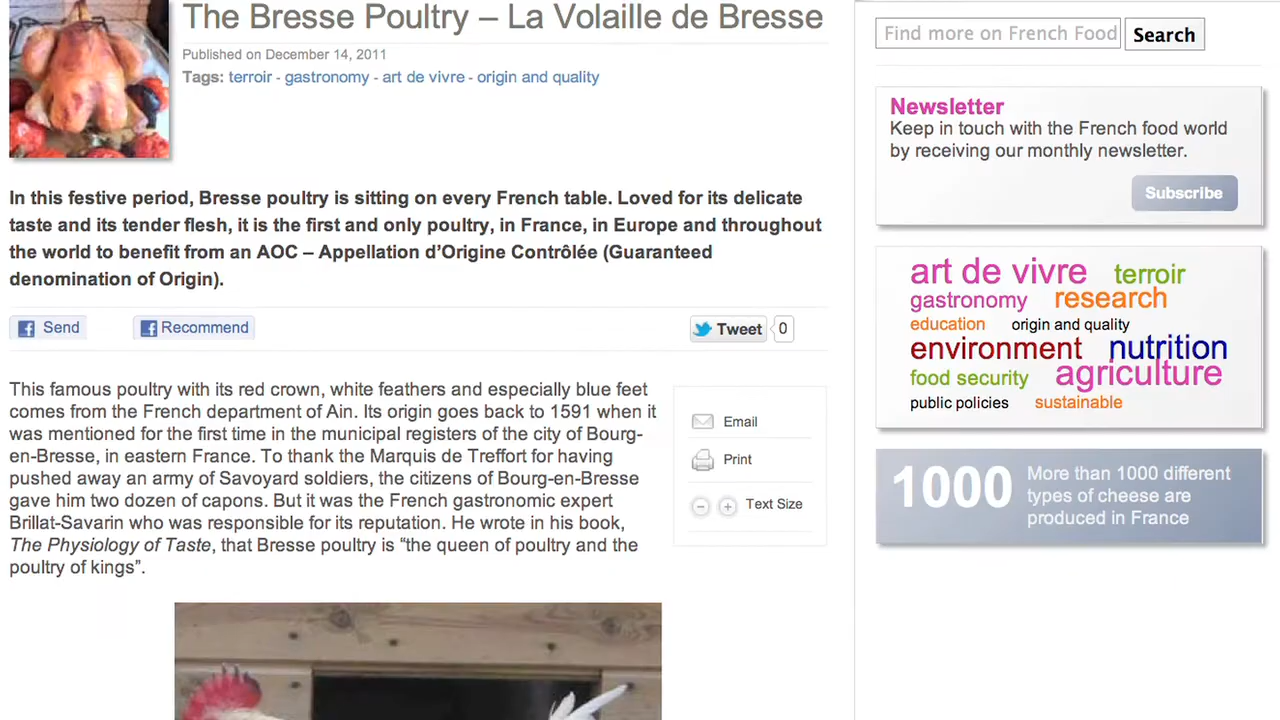 The Bresse Poultry – La Volaille de Bresse
Published on December 14, 2011
Tags: terroir - gastronomy - art de vivre - origin and quality
In this festive period, Bresse poultry is sitting on every French table. Loved for its delicate
taste and its tender flesh, it is the first and only poultry, in France, in Europe and throughout
the world to benefit from an AOC – Appellation d’Origine Contrôlée (Guaranteed
denomination of Origin).
Send
Recommend
Tweet 0
This famous poultry with its red crown, white feathers and especially blue feet
comes from the French department of Ain. Its origin goes back to 1591 when it
was mentioned for the first time in the municipal registers of the city of Bourg-
en-Bresse, in eastern France. To thank the Marquis de Treffort for having
pushed away an army of Savoyard soldiers, the citizens of Bourg-en-Bresse
gave him two dozen of capons. But it was the French gastronomic expert
Brillat-Savarin who was responsible for its reputation. He wrote in his book,
The Physiology of Taste, that Bresse poultry is “the queen of poultry and the
poultry of kings”.
Email
Print
Text Size
Find more on French Food
Search
Newsletter
Keep in touch with the French food world
by receiving our monthly newsletter.
Subscribe
art de vivre terroir
gastronomy research
education origin and quality
environment nutrition
food security agriculture
public policies sustainable
1000
More than 1000 different
types of cheese are
produced in France